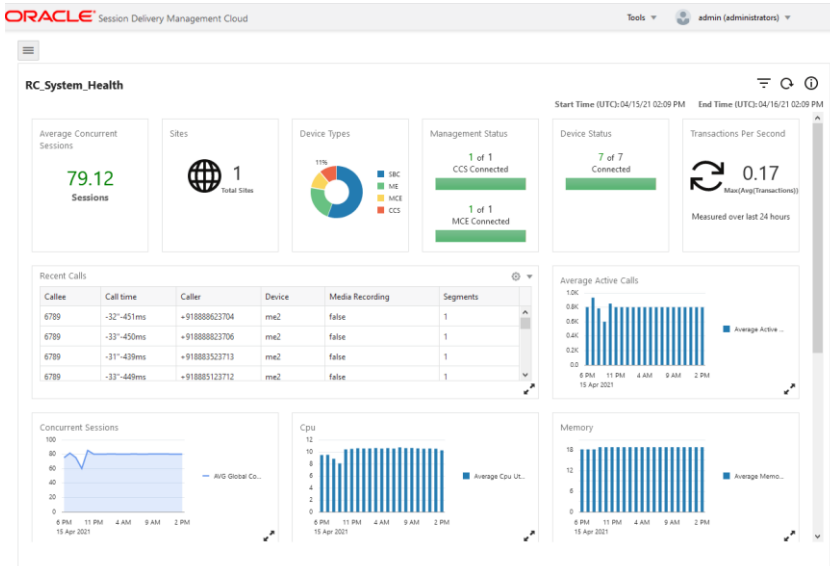 ORACLE® Session Delivery Management Cloud
Tools
admin (administrators)
RC_System_Health
Start Time (UTC):04/15/21 02:09 PM End Time (UTC):04/16/21 02:09 PM
Average Concurrent
Sessions
79.12
Sessions
Sites
1
Total Sites
Device Types
11%
SBC
ME
MCE
CCS
Management Status
1 of 1
CCS Connected
1 of 1
MCE Connected
Device Status
7 of 7
Connected
Transactions Per Second
0.17
Max(Avg(Transactions))
Measured over last 24 hours
Recent Calls
Callee Call time Caller Device Media Recording Segments
6789 -32"-451ms +918888623704 me2 false 1
6789 -33"-450ms +918888823706 me2 false 1
6789 -31"-439ms +918883523713 me2 false 1
6789 -33"-449ms +918885123712 me2 false 1
Average Active Calls
1.0K
0.8K
0.6K
0.4K
0.2K
0.0
6 PM 11 PM 4 AM 9 AM 2 PM
15 Apr 2021
Average Active ...
Concurrent Sessions
100
80
60
40
20
0
6 PM 11 PM 4 AM 9 AM 2 PM
15 Apr 2021
AVG Global Co...
Cpu
12
10
8
6
4
2
0
6 PM 11 PM 4 AM 9 AM 2 PM
15 Apr 2021
Average Cpu Ut...
Memory
18
12
6
0
6 PM 11 PM 4 AM 9 AM 2 PM
15 Apr 2021
Average Memo...